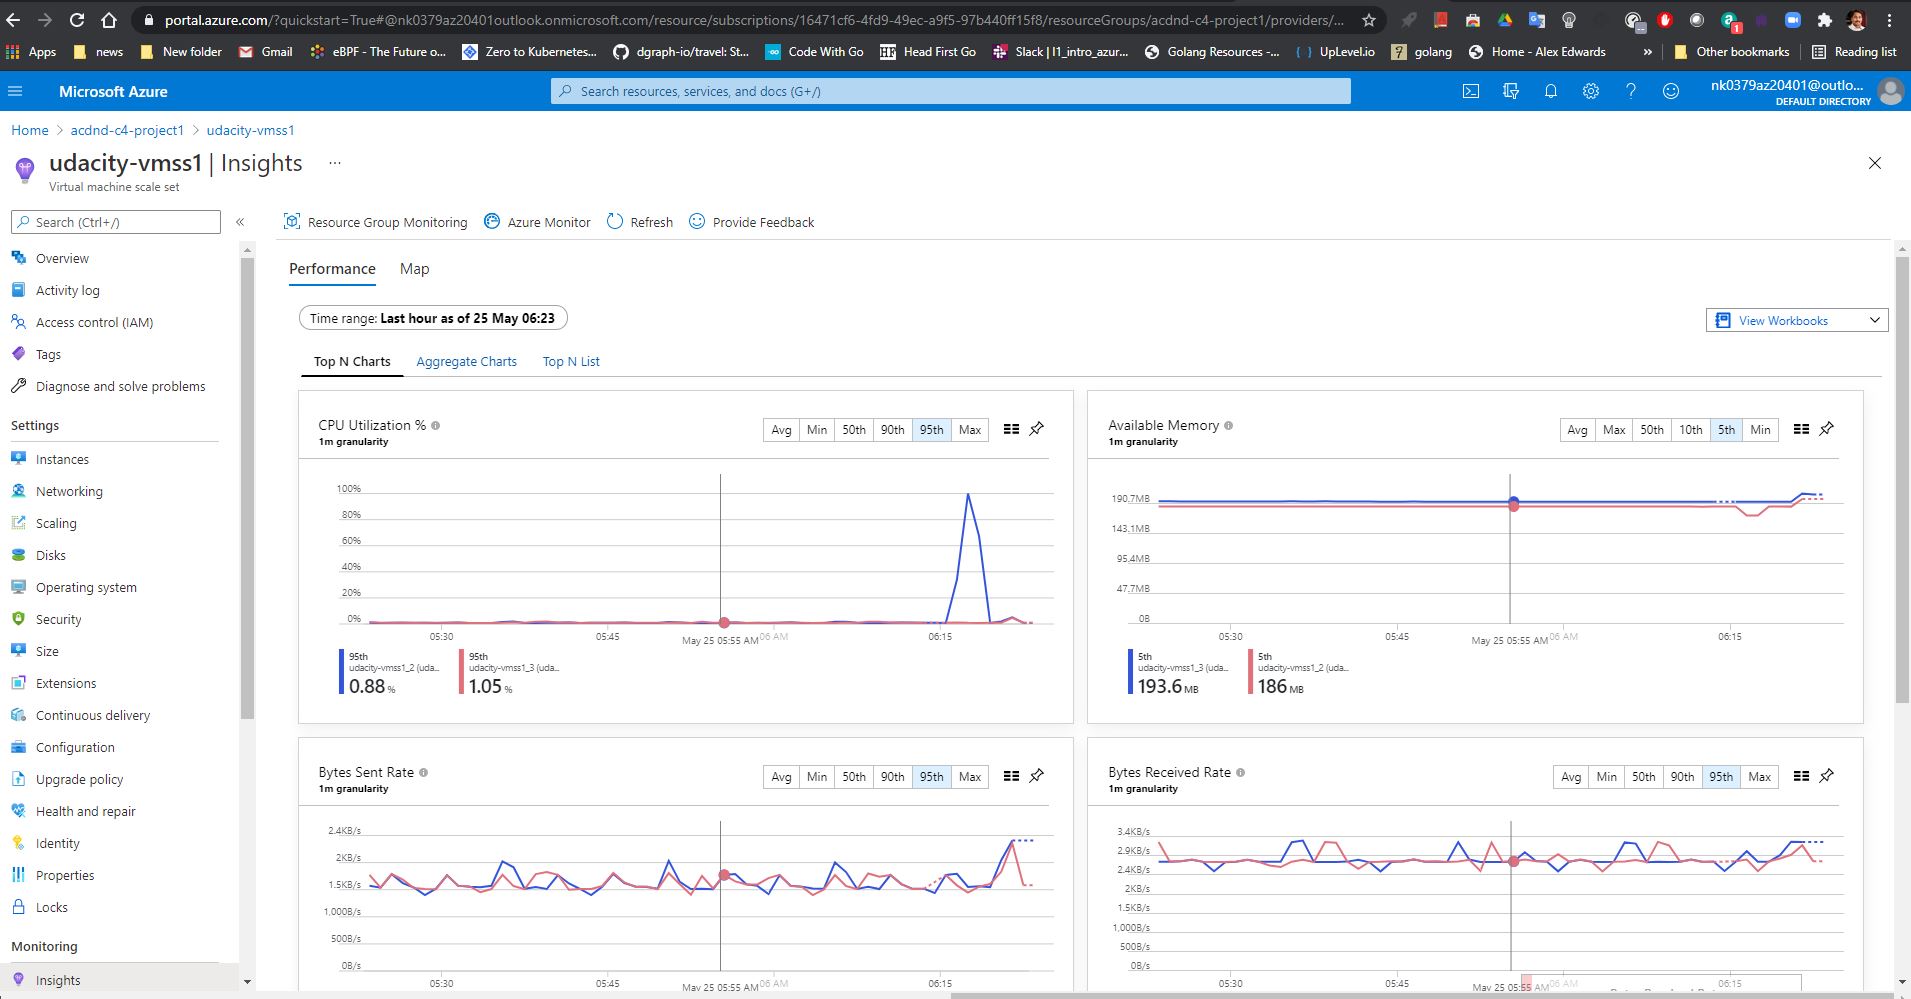 portal.azure.com/?quickstart=True#@nk0379az20401outlook.onmicrosoft.com/resource/subscriptions/16471cf6-4fd9-49ec-a9f5-97b440ff15f8/resourceGroups/acdnd-c4-project1/providers/...
Apps news New folder Gmail eBPF - The Future o... Zero to Kubernetes... dgraph-io/travel: St... Code With Go Head First Go Slack | l1_intro_azur... Golang Resources -... UpLevel.io golang Home - Alex Edwards » Other bookmarks Reading list
Microsoft Azure
Search resources, services, and docs (G+/)
nk0379az20401@outlo...
DEFAULT DIRECTORY
Home > acdnd-c4-project1 > udacity-vmss1
udacity-vmss1 | Insights ...
Virtual machine scale set
Search (Ctrl+/)
Overview
Activity log
Access control (IAM)
Tags
Diagnose and solve problems
Settings
Instances
Networking
Scaling
Disks
Operating system
Security
Size
Extensions
Continuous delivery
Configuration
Upgrade policy
Health and repair
Identity
Properties
Locks
Monitoring
Insights
Resource Group Monitoring Azure Monitor Refresh Provide Feedback
Performance Map
Time range: Last hour as of 25 May 06:23
View Workbooks
Top N Charts Aggregate Charts Top N List
CPU Utilization %
1m granularity
Avg Min 50th 90th 95th Max
100%
80%
60%
40%
20%
0%
05:30 05:45 May 25 05:55 AM 06 AM 06:15
95th
udacity-vmss1_2 (uda...
0.88 %
95th
udacity-vmss1_3 (uda...
1.05 %
Available Memory
1m granularity
Avg Max 50th 10th 5th Min
190.7MB
143.1MB
95.4MB
47.7MB
0B
05:30 05:45 May 25 05:55 AM 06 AM 06:15
5th
udacity-vmss1_3 (uda...
193.6 MB
5th
udacity-vmss1_2 (uda...
186 MB
Bytes Sent Rate
1m granularity
Avg Min 50th 90th 95th Max
2.4KB/s
2KB/s
1.5KB/s
1,000B/s
500B/s
0B/s
05:30 05:45 May 25 05:55 AM 06 AM 06:15
Bytes Received Rate
1m granularity
Avg Min 50th 90th 95th Max
3.4KB/s
2.9KB/s
2.4KB/s
2KB/s
1.5KB/s
1,000B/s
500B/s
0B/s
05:30 05:45 May 25 05:55 AM 06 AM 06:15